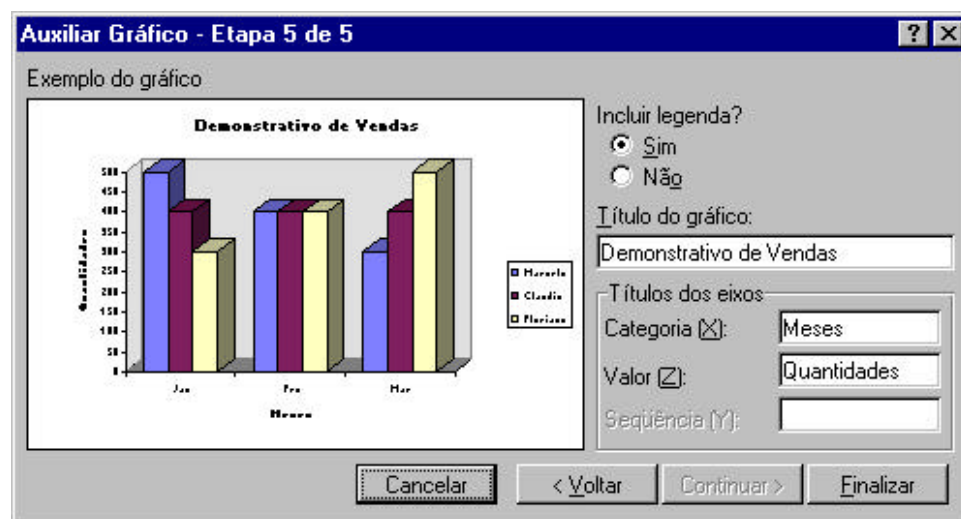 Auxiliar Gráfico - Etapa 5 de 5
Exemplo do gráfico
Demonstrativo de Vendas
500
450
400
350
300
250
200
150
100
50
0
Quantidades
Jan
Mar
Meses
Marcelo
Claudia
Incluir legenda?
Sim
Não
Título do gráfico:
Demonstrativo de Vendas
Títulos dos eixos
Categoria (X): Meses
Valor (Z): Quantidades
Seqüência (Y):
Cancelar < Voltar Continuar > Finalizar